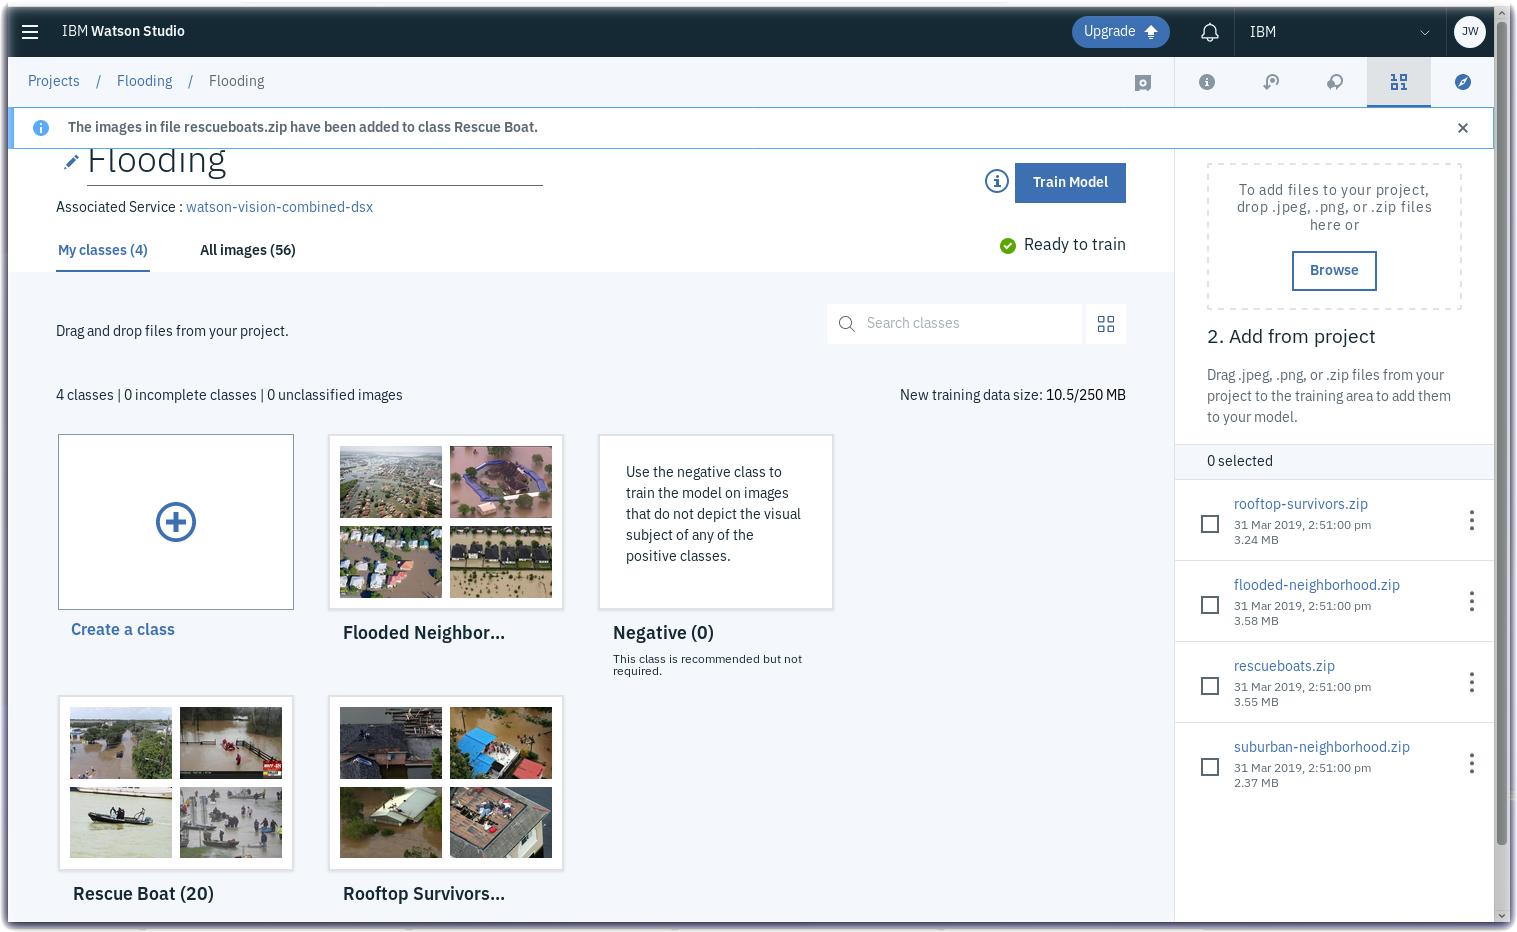 IBM Watson Studio
Upgrade
IBM
JW
Projects / Flooding / Flooding
The images in file rescueboats.zip have been added to class Rescue Boat.
Flooding
Train Model
Associated Service : watson-vision-combined-dsx
My classes (4)
All images (56)
Ready to train
Drag and drop files from your project.
Search classes
4 classes | 0 incomplete classes | 0 unclassified images
New training data size: 10.5/250 MB
Create a class
Flooded Neighbor...
Use the negative class to
train the model on images
that do not depict the visual
subject of any of the
positive classes.
Negative (0)
This class is recommended but not
required.
Rescue Boat (20)
Rooftop Survivors...
To add files to your project,
drop .jpeg, .png, or .zip files
here or
Browse
2. Add from project
Drag .jpeg, .png, or .zip files from your
project to the training area to add them
to your model.
0 selected
rooftop-survivors.zip
31 Mar 2019, 2:51:00 pm
3.24 MB
flooded-neighborhood.zip
31 Mar 2019, 2:51:00 pm
3.58 MB
rescueboats.zip
31 Mar 2019, 2:51:00 pm
3.55 MB
suburban-neighborhood.zip
31 Mar 2019, 2:51:00 pm
2.37 MB